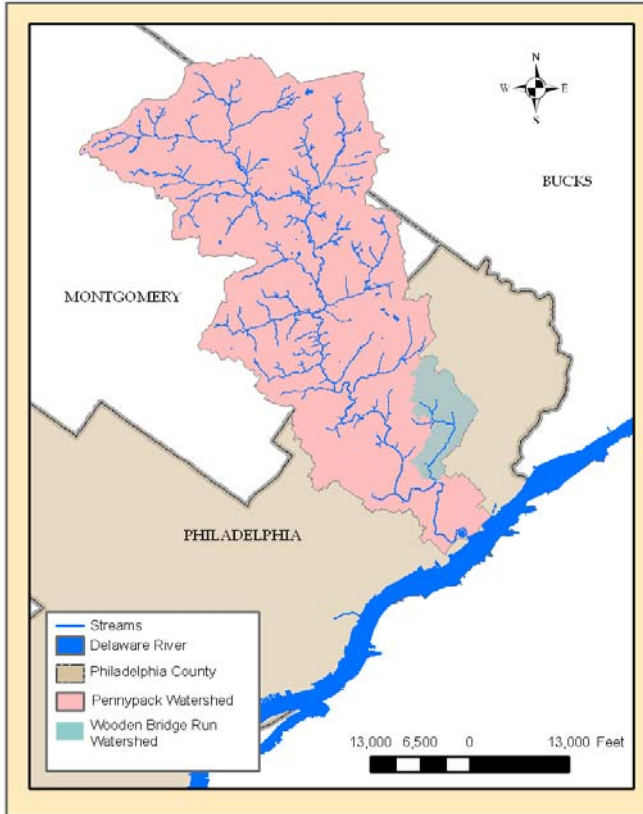 N
W E
S
BUCKS
MONTGOMERY
PHILADELPHIA
Streams
Delaware River
Philadelphia County
Pennypack Watershed
Wooden Bridge Run
Watershed
13,000 6,500 0 13,000 Feet